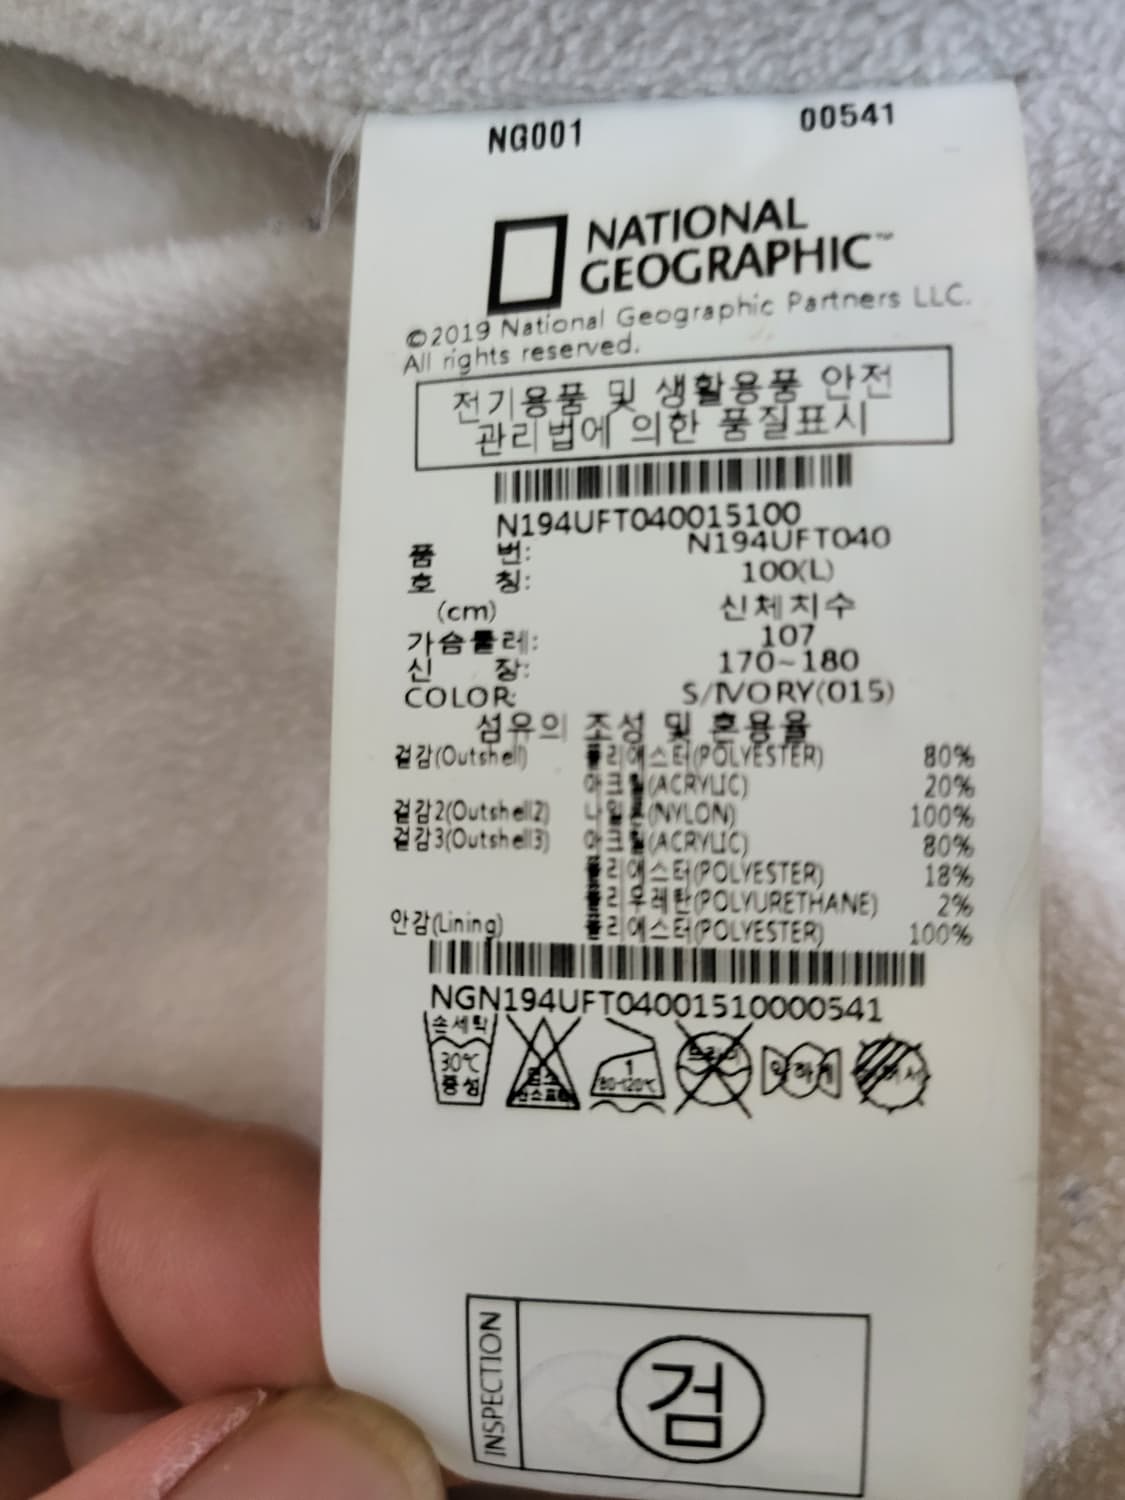 NG001 00541
NATIONAL
GEOGRAPHIC™
©2019 National Geographic Partners LLC.
All rights reserved.
전기용품 및 생활용품 안전
관리법에 의한 품질표시
N194UFT040015100
품 번: N194UFT040
호 칭: 100(L)
(cm) 신체치수
가슴둘레: 107
신 장: 170~180
COLOR: S/IVORY(015)
섬유의 조성 및 혼용율
겉감(Outshell) 폴리에스터(POLYESTER) 80%
아크릴(ACRYLIC) 20%
겉감2(Outshell2) 나일론(NYLON) 100%
겉감3(Outshell3) 아크릴(ACRYLIC) 80%
폴리에스터(POLYESTER) 18%
폴리우레탄(POLYURETHANE) 2%
안감(Lining) 폴리에스터(POLYESTER) 100%
NGN194UFT04001510000541
손세탁
30℃
중성
1
80-120℃
드라이
약하게
INSPECTION
검